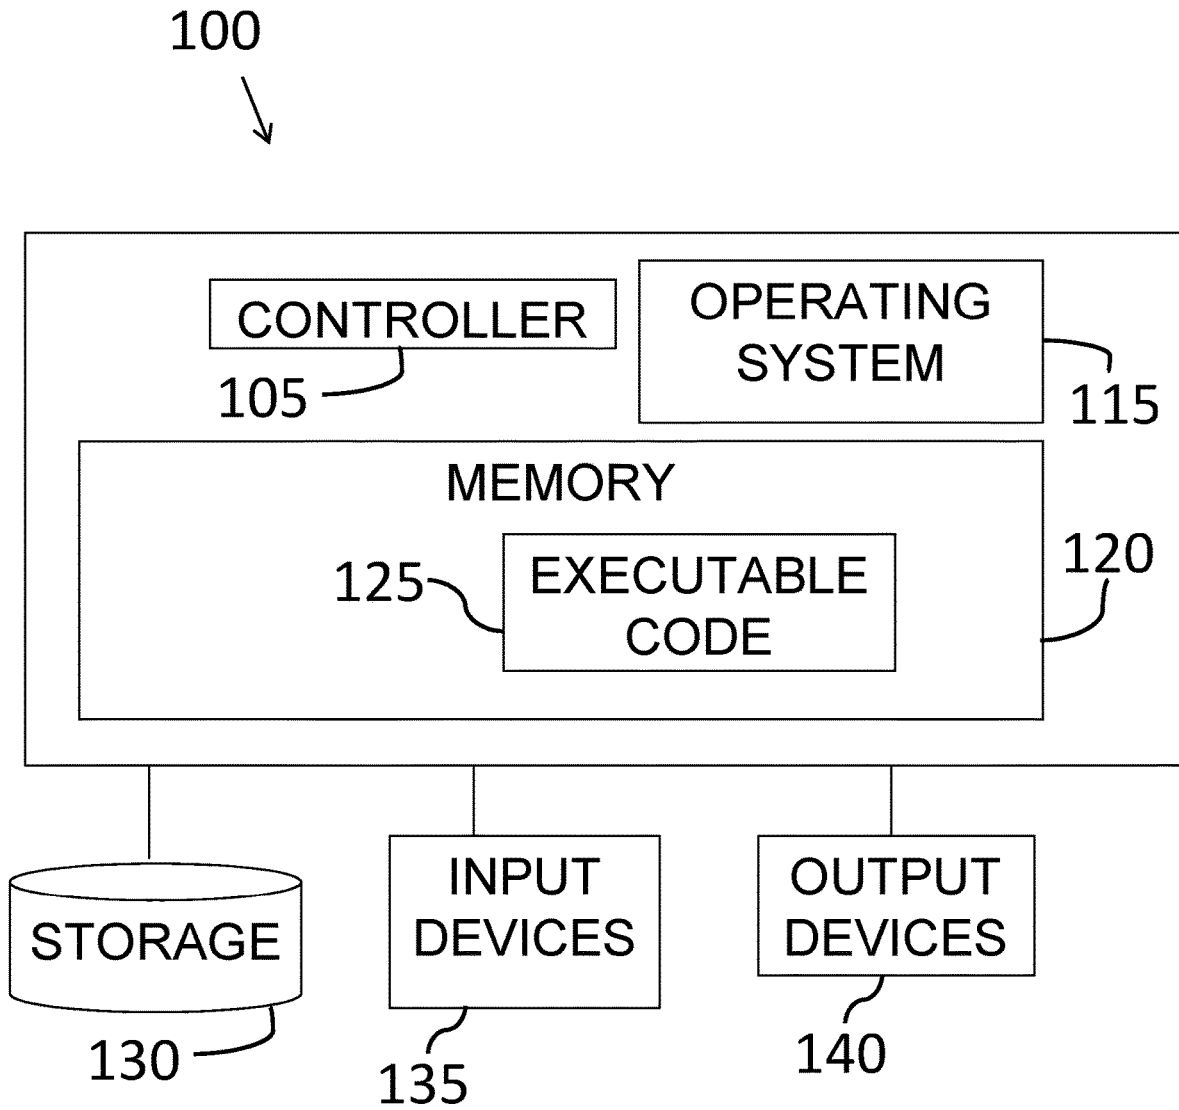 100
CONTROLLER
105
OPERATING
SYSTEM
115
MEMORY
120
125
EXECUTABLE
CODE
STORAGE
130
INPUT
DEVICES
135
OUTPUT
DEVICES
140